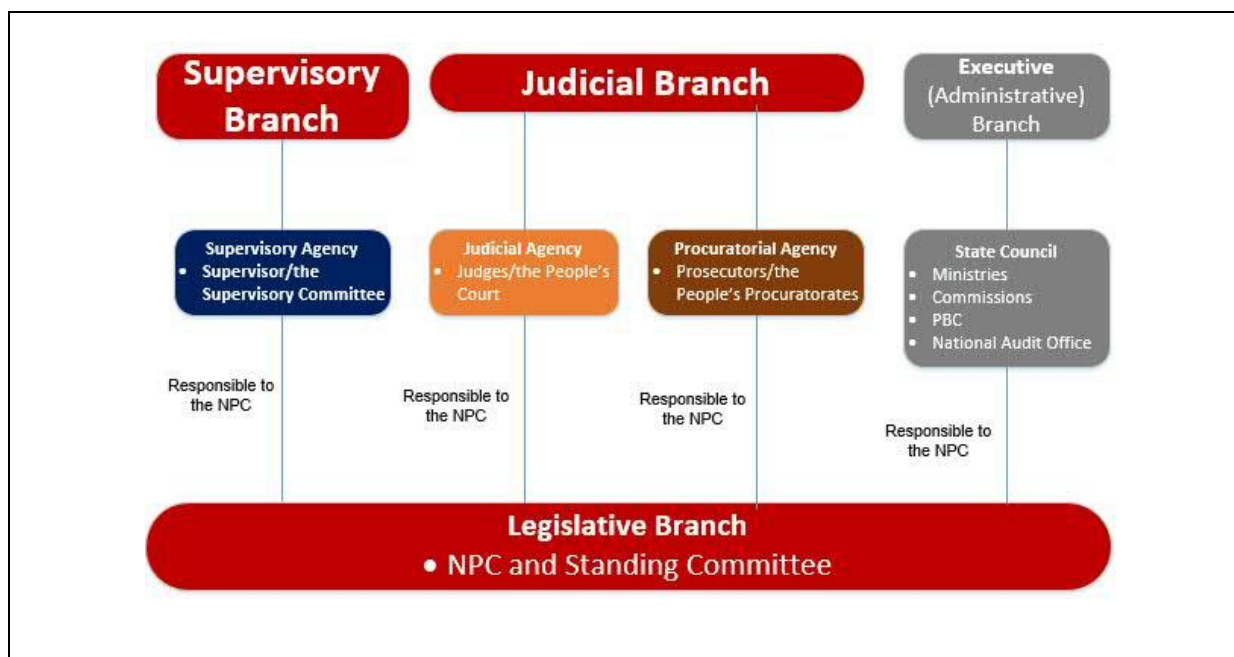 Supervisory
Branch
Judicial Branch
Executive
(Administrative)
Branch
Supervisory Agency
• Supervisor/the
Supervisory Committee
Judicial Agency
• Judges/the People's
Court
Procuratorial Agency
• Prosecutors/the
People's Procuratorates
State Council
• Ministries
• Commissions
• PBC
• National Audit Office
Responsible to
the NPC
Responsible to
the NPC
Responsible to
the NPC
Responsible to
the NPC
Legislative Branch
• NPC and Standing Committee